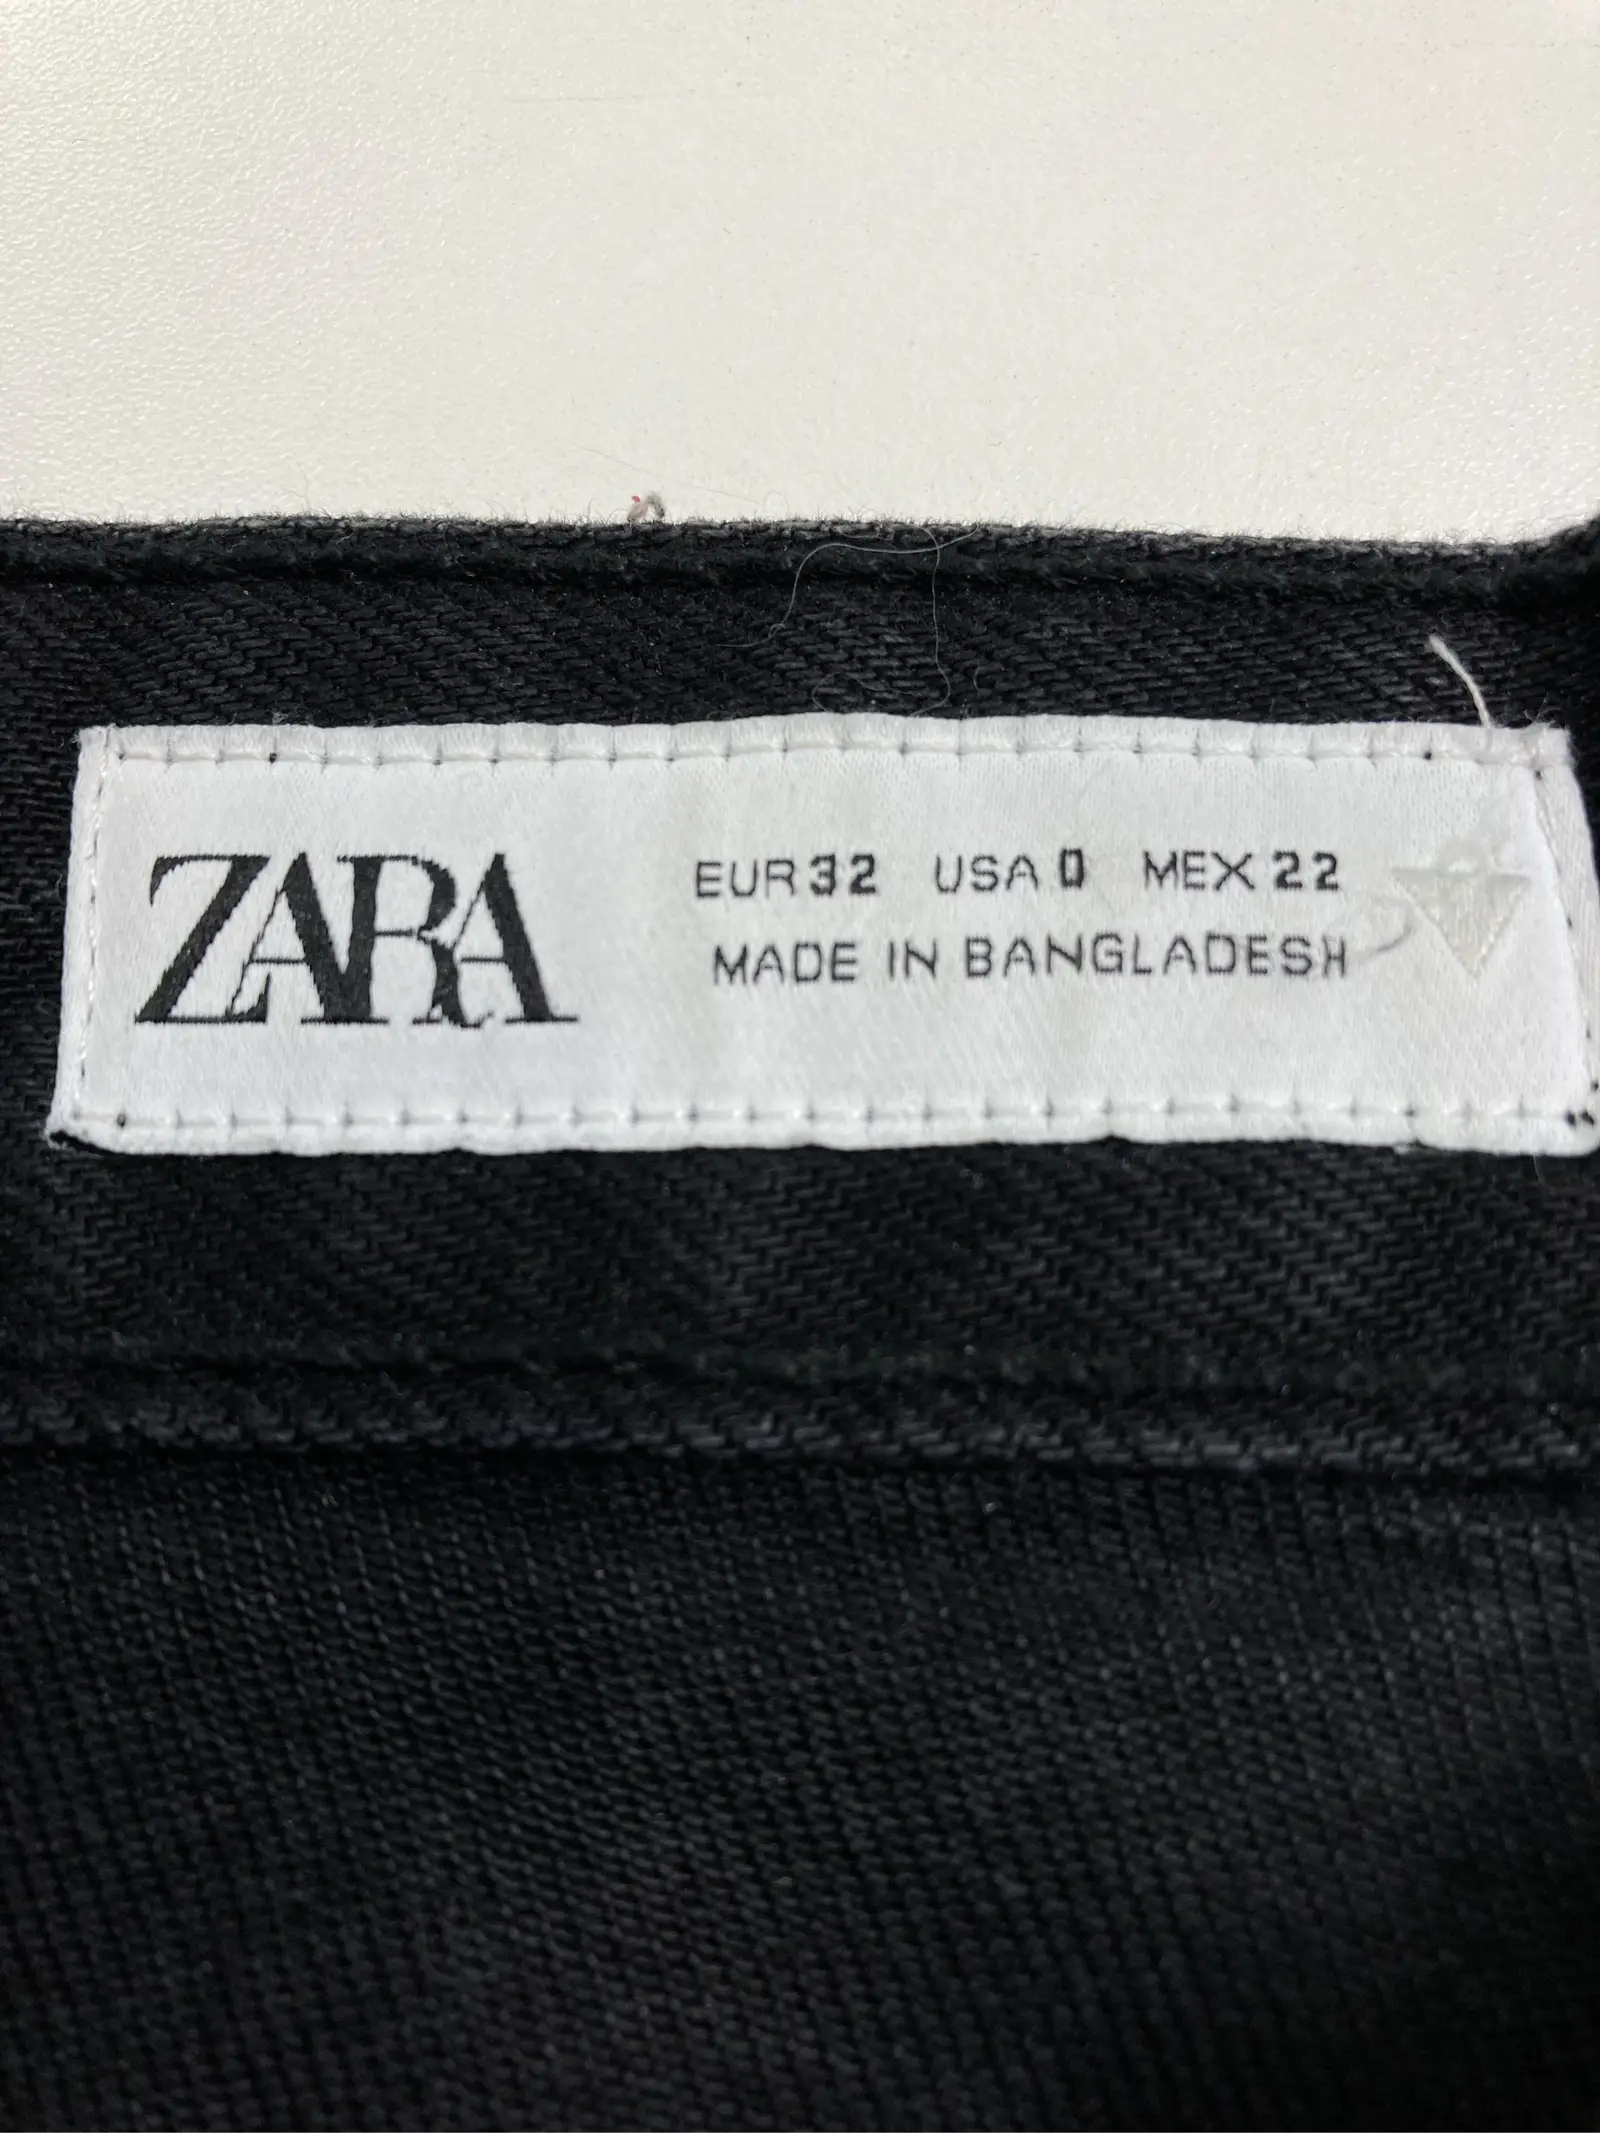 ZARA
EUR 32 USA 0 MEX 22
MADE IN BANGLADESH